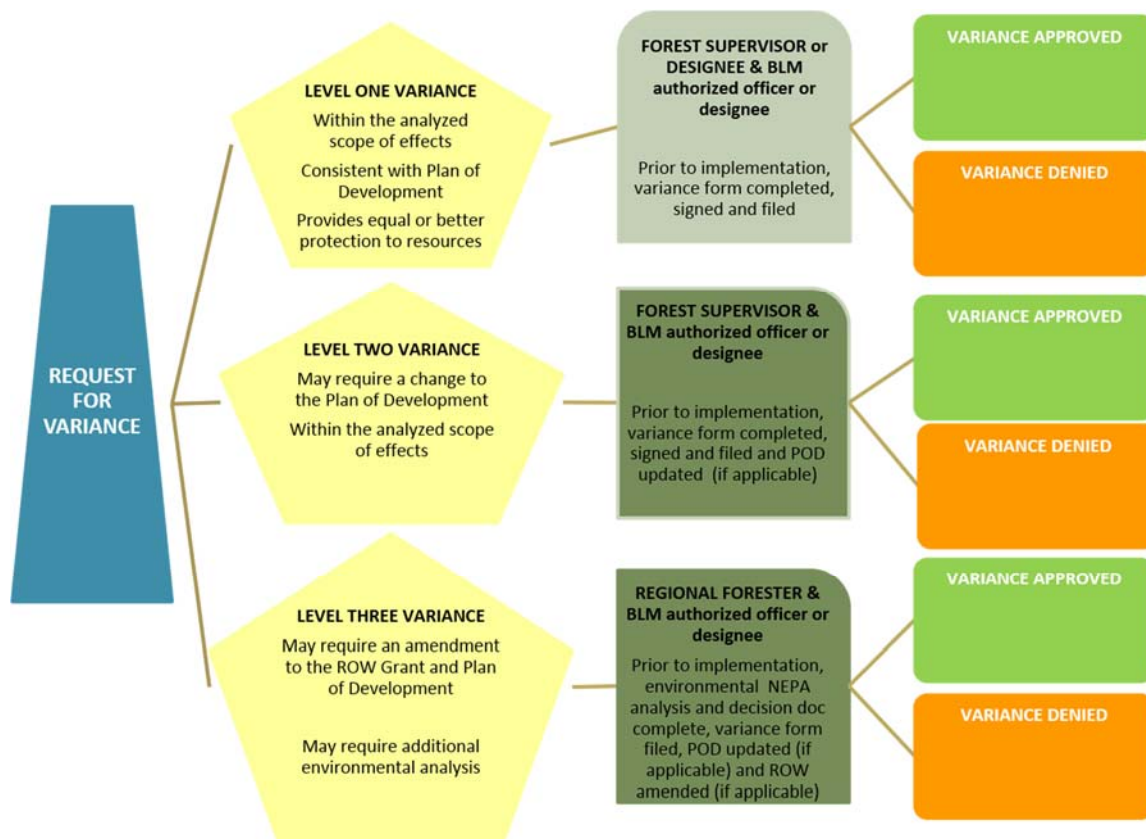 REQUEST
FOR
VARIANCE
LEVEL ONE VARIANCE
Within the analyzed
scope of effects
Consistent with Plan of
Development
Provides equal or better
protection to resources
FOREST SUPERVISOR or
DESIGNEE & BLM
authorized officer or
designee
Prior to implementation,
variance form completed,
signed and filed
VARIANCE APPROVED
VARIANCE DENIED
LEVEL TWO VARIANCE
May require a change to
the Plan of Development
Within the analyzed scope
of effects
FOREST SUPERVISOR &
BLM authorized officer or
designee
Prior to implementation,
variance form completed,
signed and filed and POD
updated (if applicable)
VARIANCE APPROVED
VARIANCE DENIED
LEVEL THREE VARIANCE
May require an amendment
to the ROW Grant and Plan
of Development
May require additional
environmental analysis
REGIONAL FORESTER &
BLM authorized officer or
designee
Prior to implementation,
environmental NEPA
analysis and decision doc
complete, variance form
filed, POD updated (if
applicable) and ROW
amended (if applicable)
VARIANCE APPROVED
VARIANCE DENIED